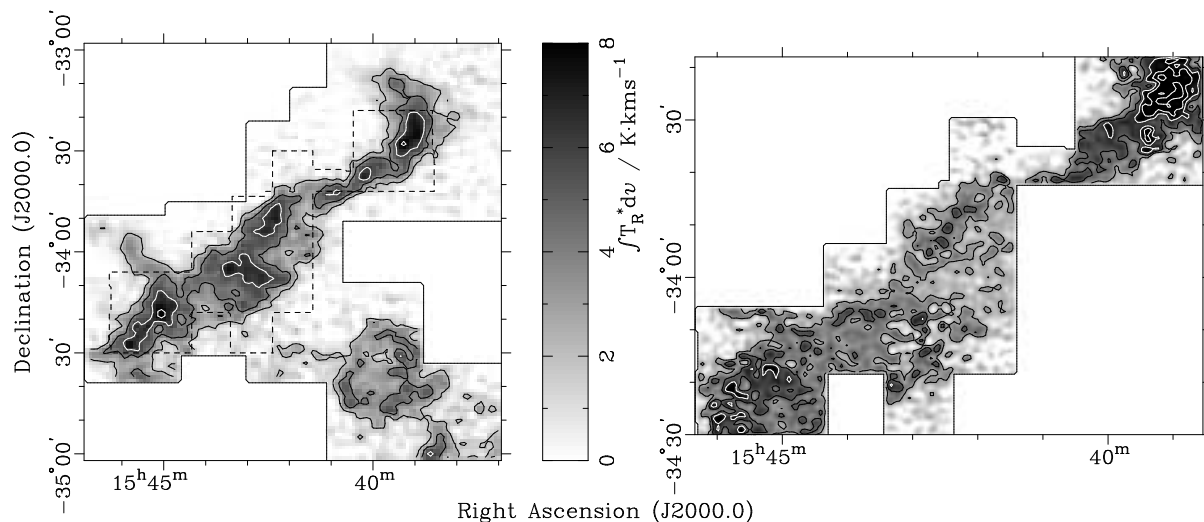 Declination (J2000.0)
−33°00′
30′
−34°00′
30′
−35°00′
15ʰ45ᵐ
40ᵐ
8
6
4
2
0
∫T_R*dv / K·kms⁻¹
30′
−34°00′
−34°30′
15ʰ45ᵐ
40ᵐ
Right Ascension (J2000.0)